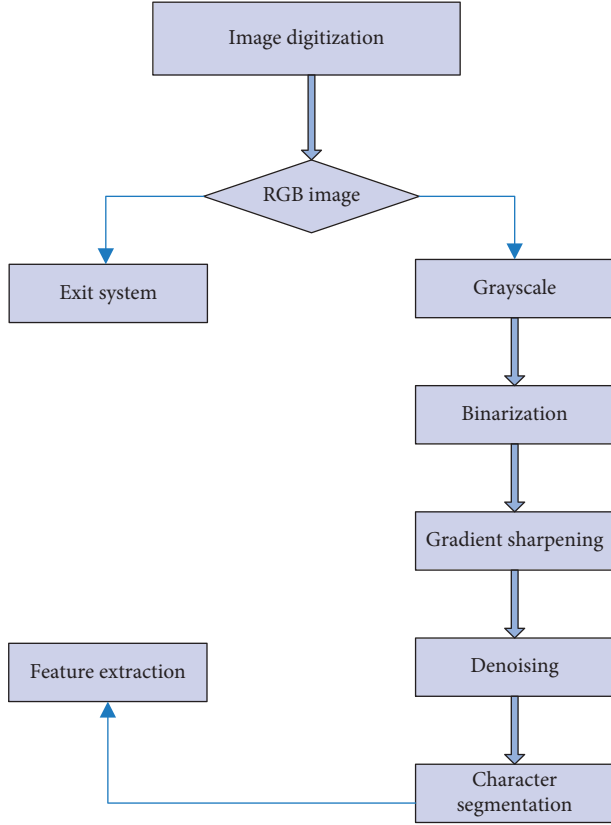 Image digitization
RGB image
Exit system
Grayscale
Binarization
Gradient sharpening
Feature extraction
Denoising
Character
segmentation